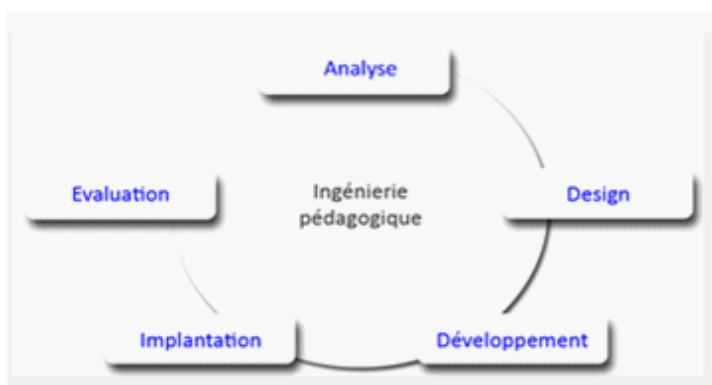 Analyse
Evaluation
Ingénierie
pédagogique
Design
Implantation
Développement